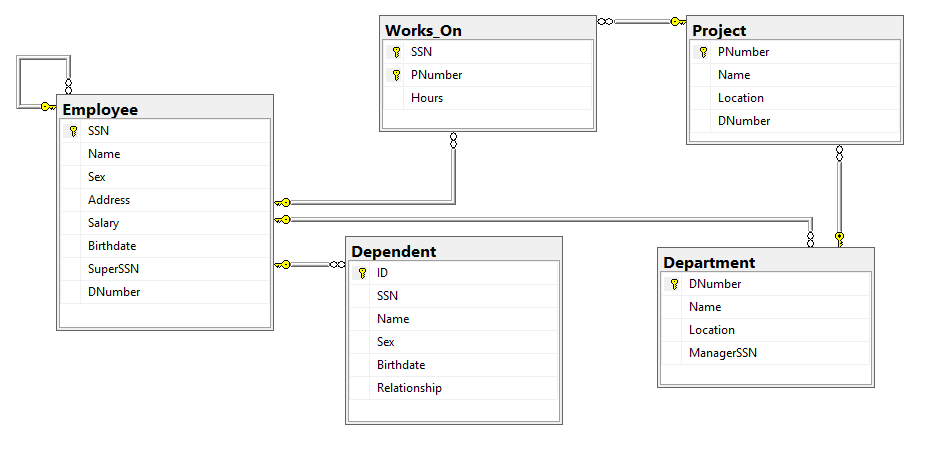 Works_On
SSN
PNumber
Hours
Project
PNumber
Name
Location
DNumber
Employee
SSN
Name
Sex
Address
Salary
Birthdate
SuperSSN
DNumber
Dependent
ID
SSN
Name
Sex
Birthdate
Relationship
Department
DNumber
Name
Location
ManagerSSN